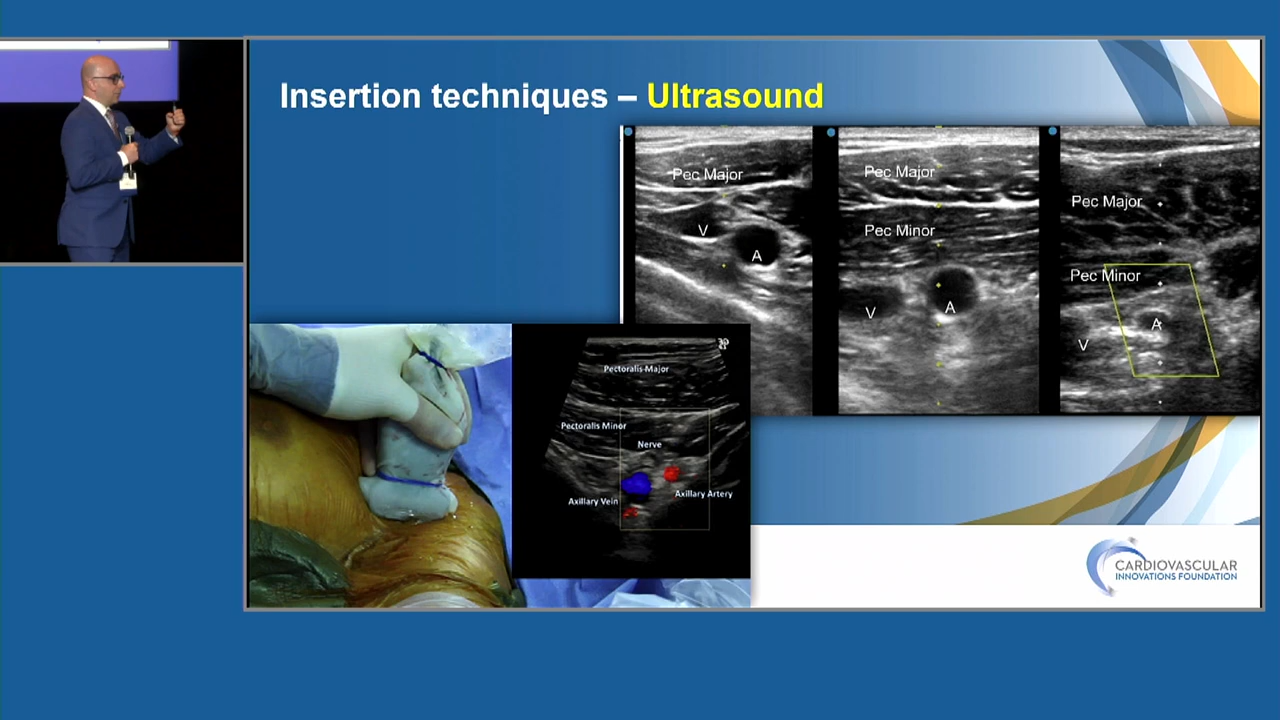 Insertion techniques – Ultrasound
Pec Major
V
A
Pec Major
Pec Minor
V
A
Pec Major
Pec Minor
A
V
Pectoralis Major
Pectoralis Minor
Nerve
Axillary Vein
Axillary Artery
CARDIOVASCULAR
INNOVATIONS FOUNDATION